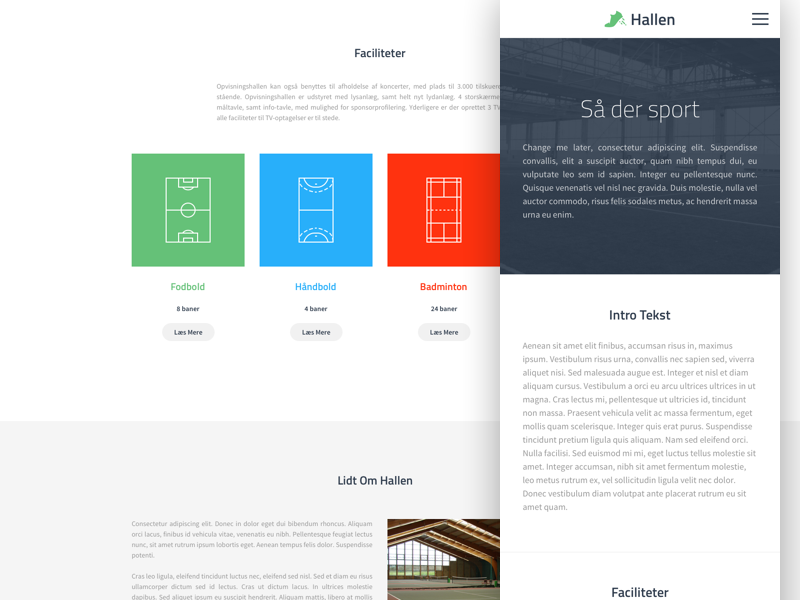 Faciliteter
Opvisningshallen kan også benyttes til afholdelse af koncerter, med plads til 3.000 tilskuere
stående. Opvisningshallen er udstyret med lysanlæg, samt helt nyt lydanlæg, 4 storskærme
måltavle, samt info-tavle, med mulighed for sponsorprofilering. Yderligere er der oprettet 3 TV
alle faciliteter til TV-optagelser er til stede.
Fodbold
Håndbold
Badminton
8 baner
4 baner
24 baner
Læs Mere
Læs Mere
Læs Mere
Lidt Om Hallen
Consectetur adipiscing elit. Donec in dolor eget dui bibendum rhoncus. Aliquam
orci lacus, finibus id vehicula vitae, venenatis eu nibh. Pellentesque feugiat lectus
nunc, sit amet rutrum ipsum lobortis eget. Aenean tempus felis dolor. Suspendisse
potenti.
Cras leo ligula, eleifend tincidunt luctus nec, eleifend sed nisl. Sed et diam eu risus
ullamcorper dictum sed id lectus. Cras ut dictum lacus. In ultrices molestie
dapibus. Sed aliquet eu suscipit hendrerit. Aliquam mattis, libero at mollis
Hallen
Så der sport
Change me later, consectetur adipiscing elit. Suspendisse
convallis, elit a suscipit auctor, quam nibh tempus dui, eu
vulputate leo sem id sapien. Integer eu pellentesque nunc.
Quisque venenatis vel nisl nec gravida. Duis molestie, nulla vel
auctor commodo, risus felis sodales metus, ac hendrerit massa
urna eu enim.
Intro Tekst
Aenean sit amet elit finibus, accumsan risus in, maximus
ipsum. Vestibulum risus urna, convallis nec sapien sed, viverra
aliquet nisi. Sed malesuada augue est. Integer et nisl et diam
aliquam cursus. Vestibulum a orci eu arcu ultrices ultrices in ut
magna. Cras lectus mi, pellentesque ut ultricies id, tincidunt
non massa. Praesent vehicula velit ac massa fermentum, eget
mollis quam scelerisque. Integer quis erat purus. Suspendisse
tincidunt pretium ligula quis aliquam. Nam sed eleifend orci.
Nulla facilisi. Sed euismod mi mi, eget luctus tellus molestie sit
amet. Integer accumsan, nibh sit amet fermentum molestie,
leo metus rutrum ex, vel sollicitudin ligula velit nec dolor.
Donec vestibulum diam volutpat ante placerat rutrum eu sit
amet quam.
Faciliteter